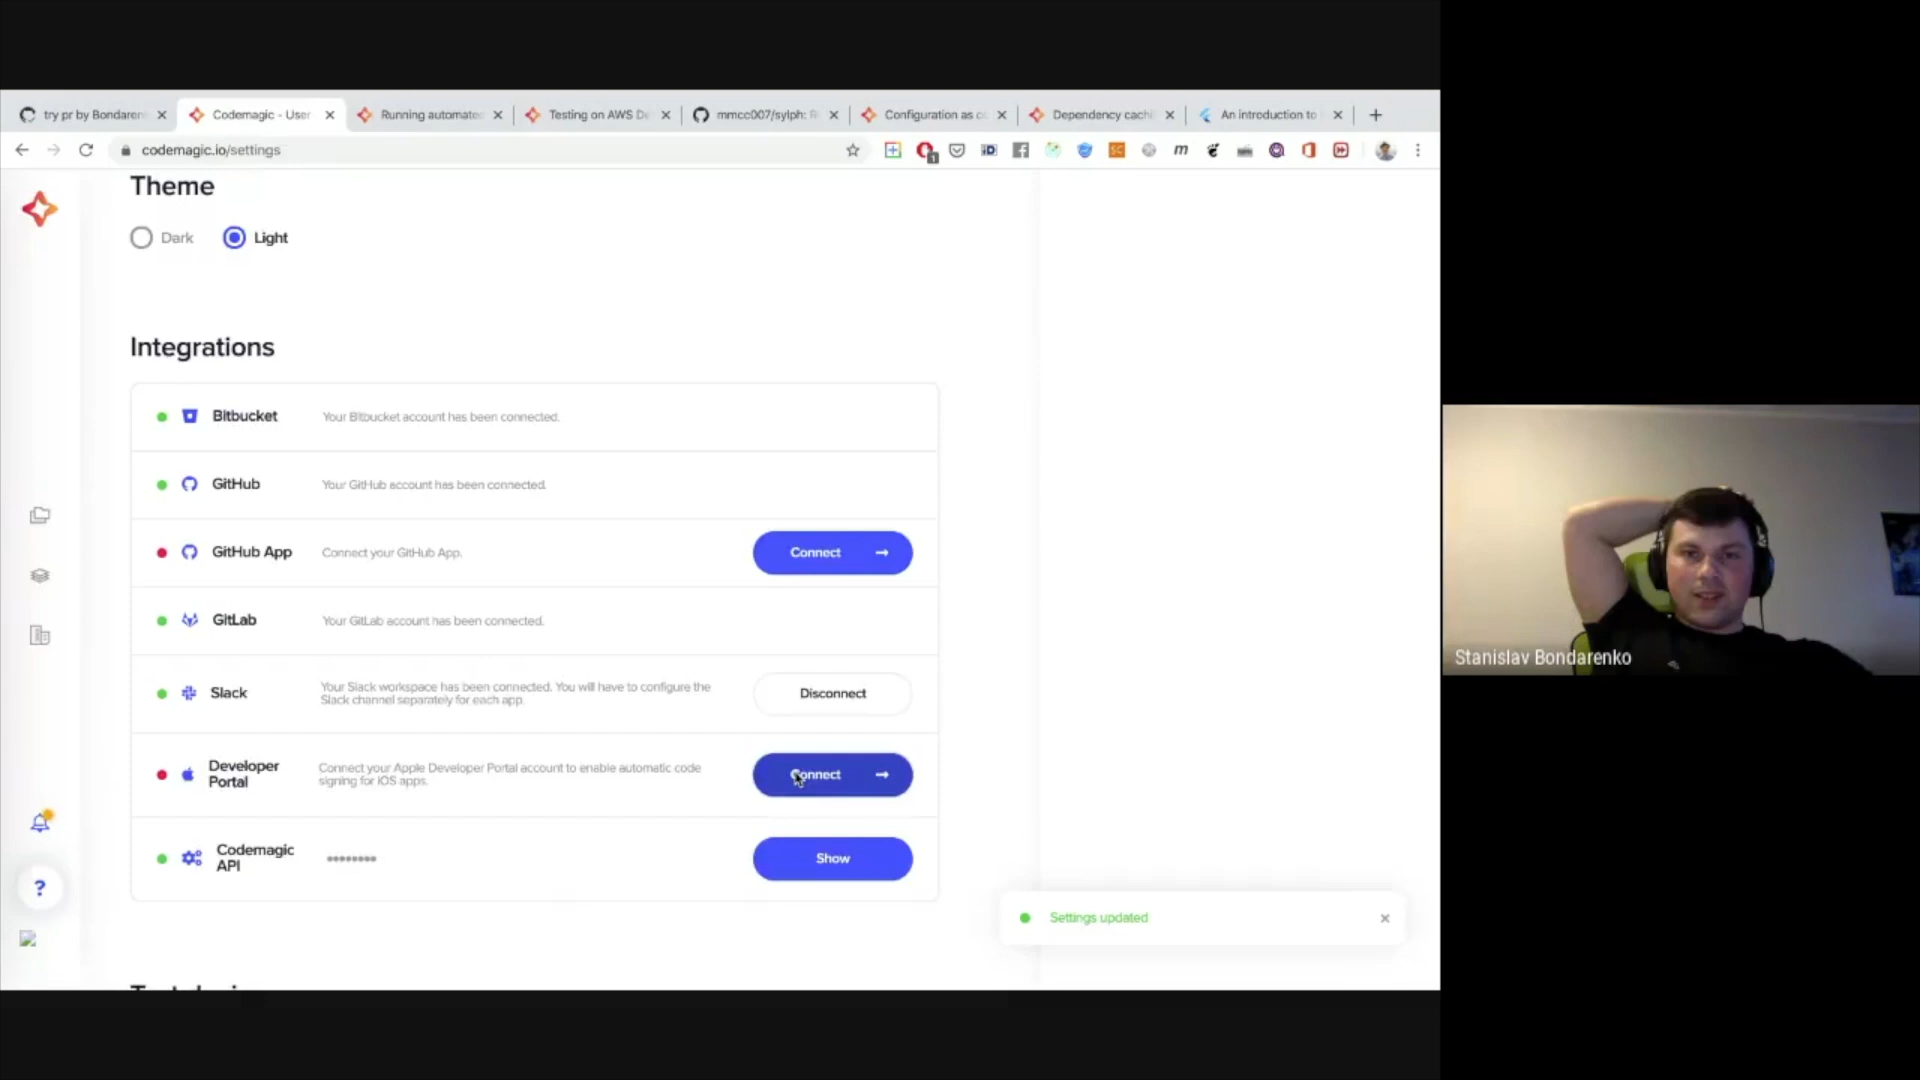 try pr by Bondaren
Codemagic - User
Running automate
Testing on AWS De
mmcc007/sylph:
Configuration as co
Dependency cach
An introduction to
codemagic.io/settings
Theme
Dark
Light
Integrations
Bitbucket
Your Bitbucket account has been connected.
GitHub
Your GitHub account has been connected.
GitHub App
Connect your GitHub App.
Connect →
GitLab
Your GitLab account has been connected.
Slack
Your Slack workspace has been connected. You will have to configure the
Slack channel separately for each app.
Disconnect
Developer
Portal
Connect your Apple Developer Portal account to enable automatic code
signing for iOS apps.
Connect →
Codemagic
API
••••••••
Show
?
Settings updated
Stanislav Bondarenko